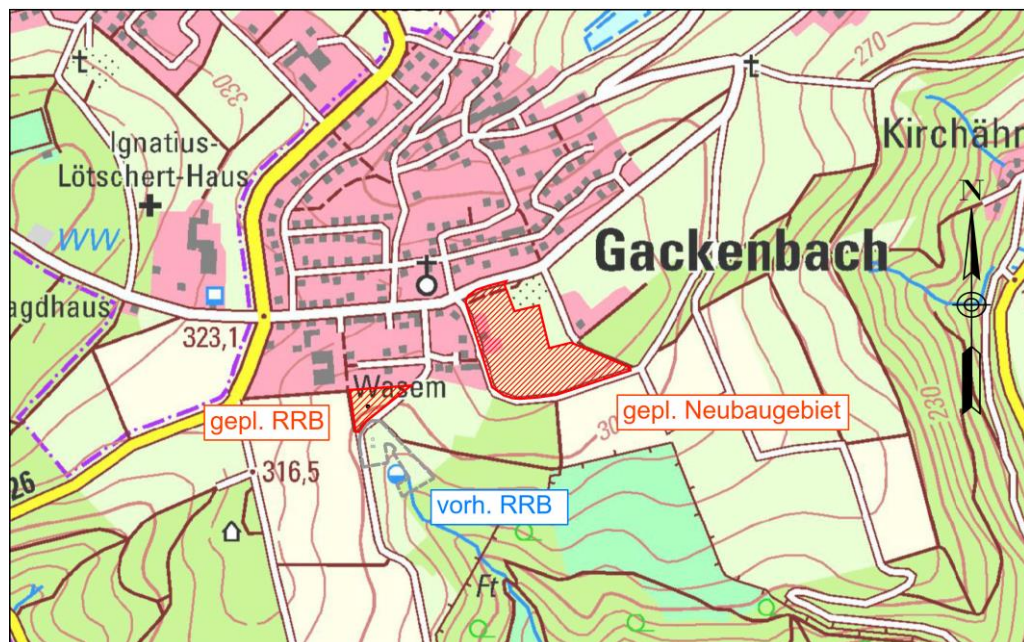 270
330
Ignatius-
Lötschert-Haus
Kirchähr
N
WW
Gackenbach
agdhaus
323,1
Wasem
gepl. RRB
gepl. Neubaugebiet
30
230
316,5
26
vorh. RRB
Ft